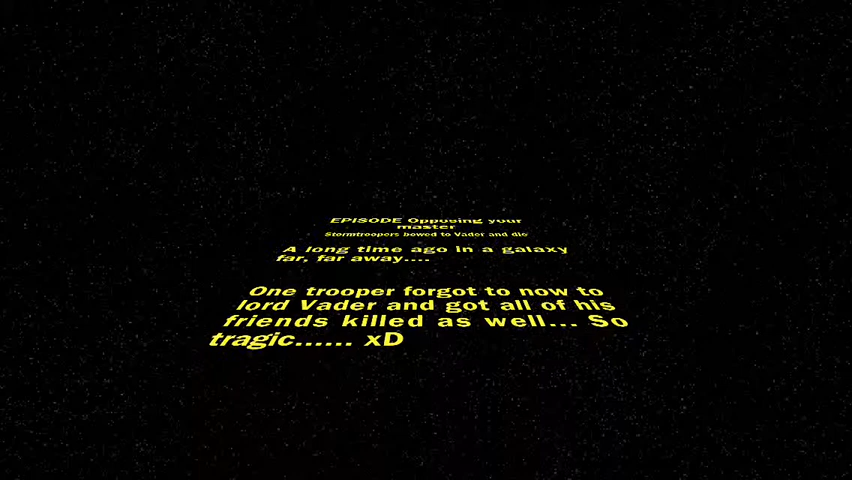 EPISODE Opposing your
master
Stormtroopers bowed to Vader and die
A long time ago in a galaxy
far, far away....
One trooper forgot to now to
lord Vader and got all of his
friends killed as well... So
tragic...... xD